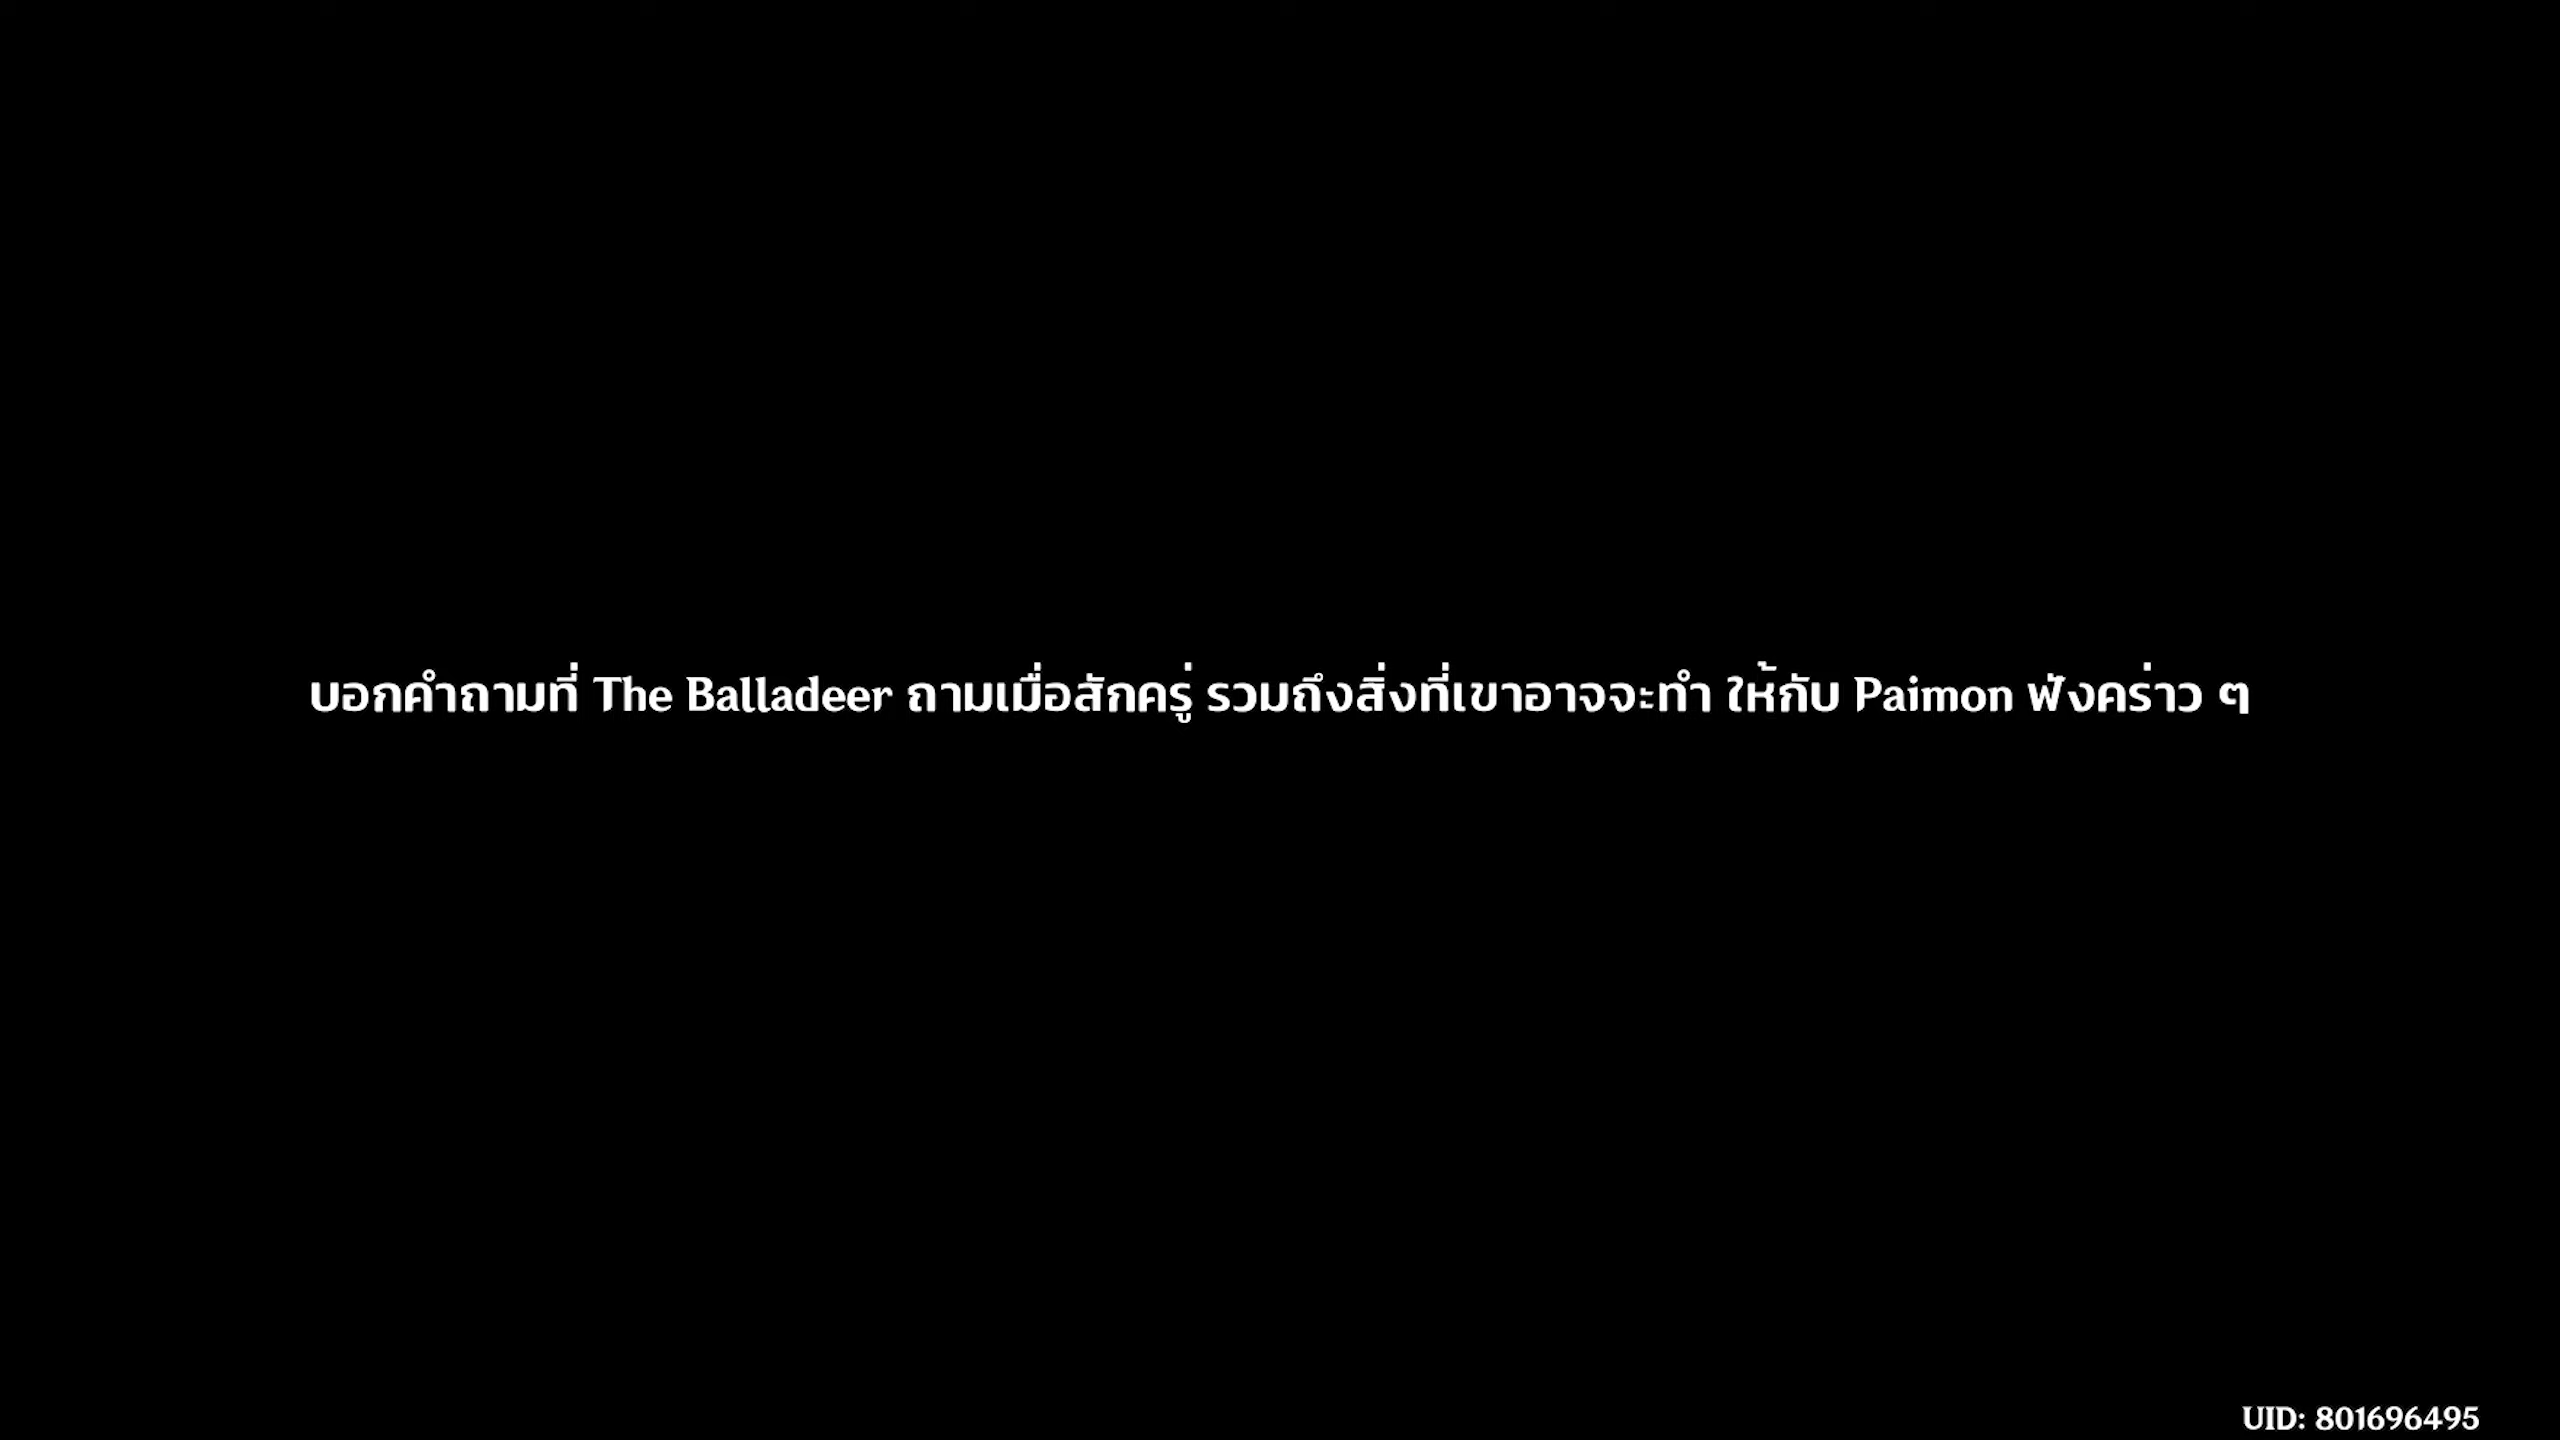 บอกคำถามที่ The Balladeer ถามเมื่อสักครู่ รวมถึงสิ่งที่เขาอาจจะทำ ให้กับ Paimon ฟังคร่าว ๆ
UID: 801696495